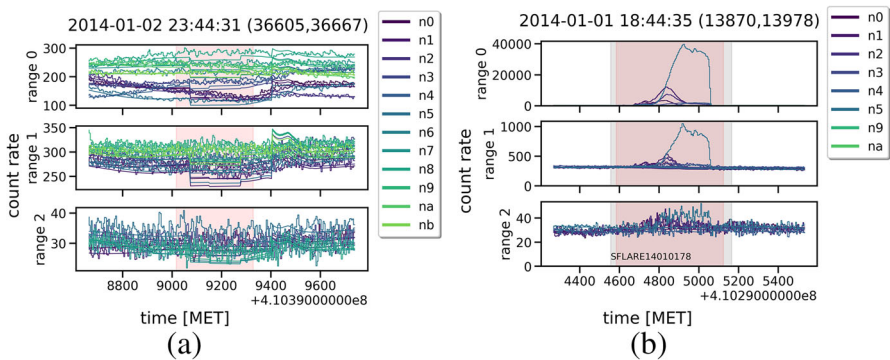 2014-01-02 23:44:31 (36605,36667)
300
200
100
range 0
350
300
250
range 1
count rate
40
30
range 2
8800 9000 9200 9400 9600
+4.1039000000e8
time [MET]
n0
n1
n2
n3
n4
n5
n6
n7
n8
n9
na
nb
(a)
2014-01-01 18:44:35 (13870,13978)
40000
20000
0
range 0
1000
500
0
range 1
count rate
40
20
0
range 2
SFLARE14010178
4400 4600 4800 5000 5200 5400
+4.1029000000e8
time [MET]
n0
n1
n2
n3
n4
n5
n9
na
(b)